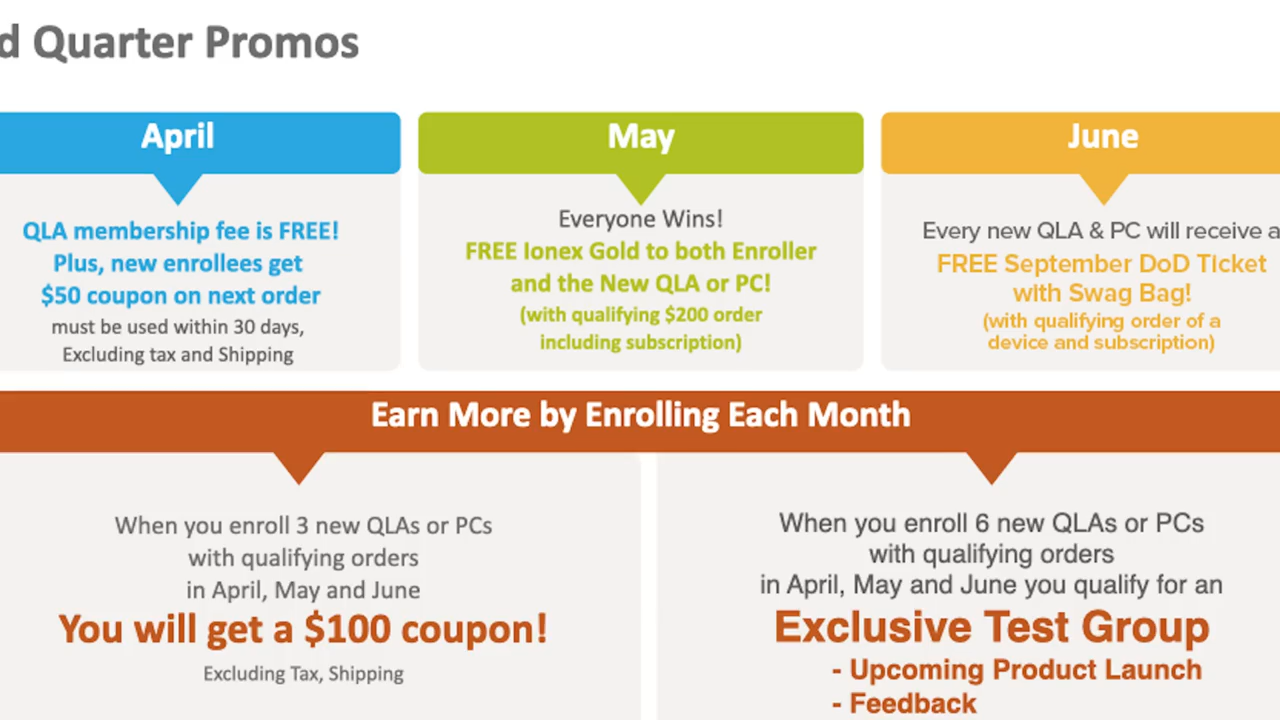 d Quarter Promos
April
QLA membership fee is FREE!
Plus, new enrollees get
$50 coupon on next order
must be used within 30 days,
Excluding tax and Shipping
May
Everyone Wins!
FREE Ionex Gold to both Enroller
and the New QLA or PC!
(with qualifying $200 order
including subscription)
June
Every new QLA & PC will receive a
FREE September DoD TIcket
with Swag Bag!
(with qualifying order of a
device and subscription)
Earn More by Enrolling Each Month
When you enroll 3 new QLAs or PCs
with qualifying orders
in April, May and June
You will get a $100 coupon!
Excluding Tax, Shipping
When you enroll 6 new QLAs or PCs
with qualifying orders
in April, May and June you qualify for an
Exclusive Test Group
- Upcoming Product Launch
- Feedback